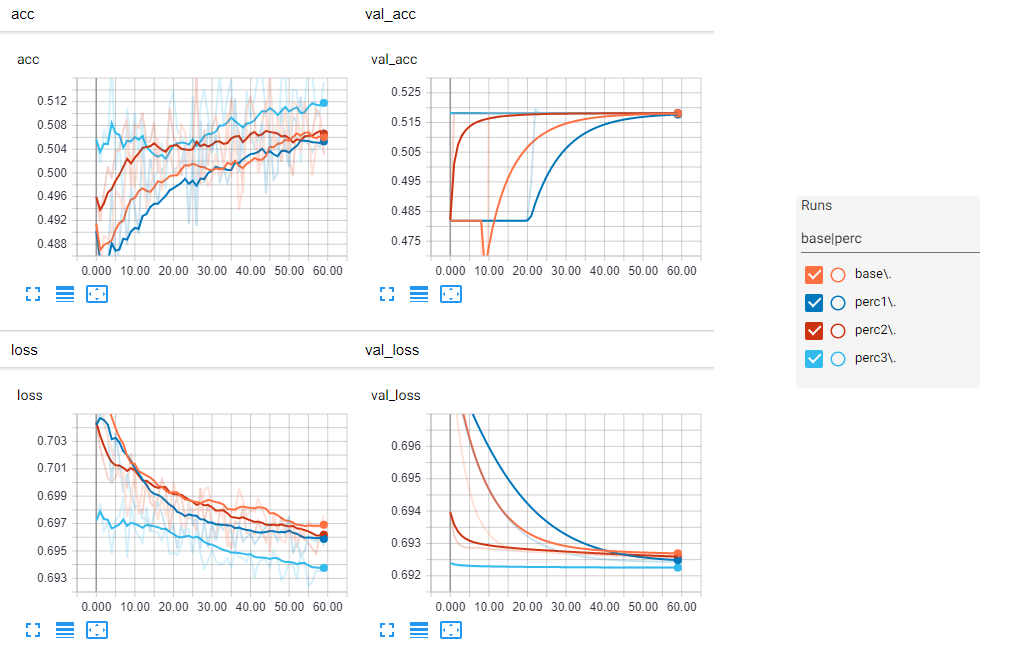 acc
val_acc
acc
val_acc
0.512
0.508
0.504
0.500
0.496
0.492
0.488
0.000 10.00 20.00 30.00 40.00 50.00 60.00
0.525
0.515
0.505
0.495
0.485
0.475
0.000 10.00 20.00 30.00 40.00 50.00 60.00
Runs
base|perc
base\.
perc1\.
perc2\.
perc3\.
loss
val_loss
loss
val_loss
0.703
0.701
0.699
0.697
0.695
0.693
0.000 10.00 20.00 30.00 40.00 50.00 60.00
0.696
0.695
0.694
0.693
0.692
0.000 10.00 20.00 30.00 40.00 50.00 60.00